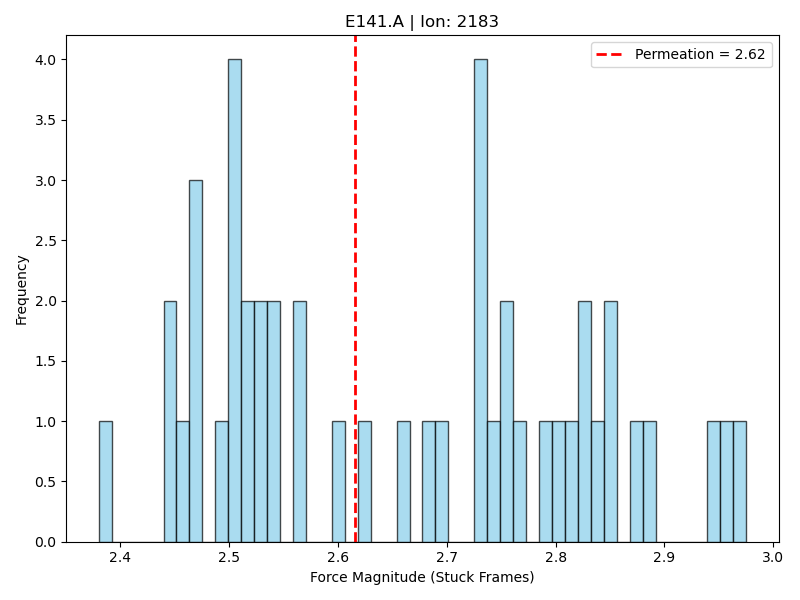 E141.A | Ion: 2183
Permeation = 2.62
4.0
3.5
3.0
2.5
2.0
1.5
1.0
0.5
0.0
Frequency
2.4 2.5 2.6 2.7 2.8 2.9 3.0
Force Magnitude (Stuck Frames)